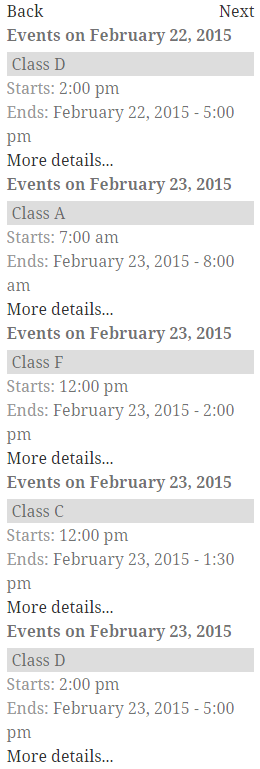 Back Next
Events on February 22, 2015
Class D
Starts: 2:00 pm
Ends: February 22, 2015 - 5:00
pm
More details...
Events on February 23, 2015
Class A
Starts: 7:00 am
Ends: February 23, 2015 - 8:00
am
More details...
Events on February 23, 2015
Class F
Starts: 12:00 pm
Ends: February 23, 2015 - 2:00
pm
More details...
Events on February 23, 2015
Class C
Starts: 12:00 pm
Ends: February 23, 2015 - 1:30
pm
More details...
Events on February 23, 2015
Class D
Starts: 2:00 pm
Ends: February 23, 2015 - 5:00
pm
More details...